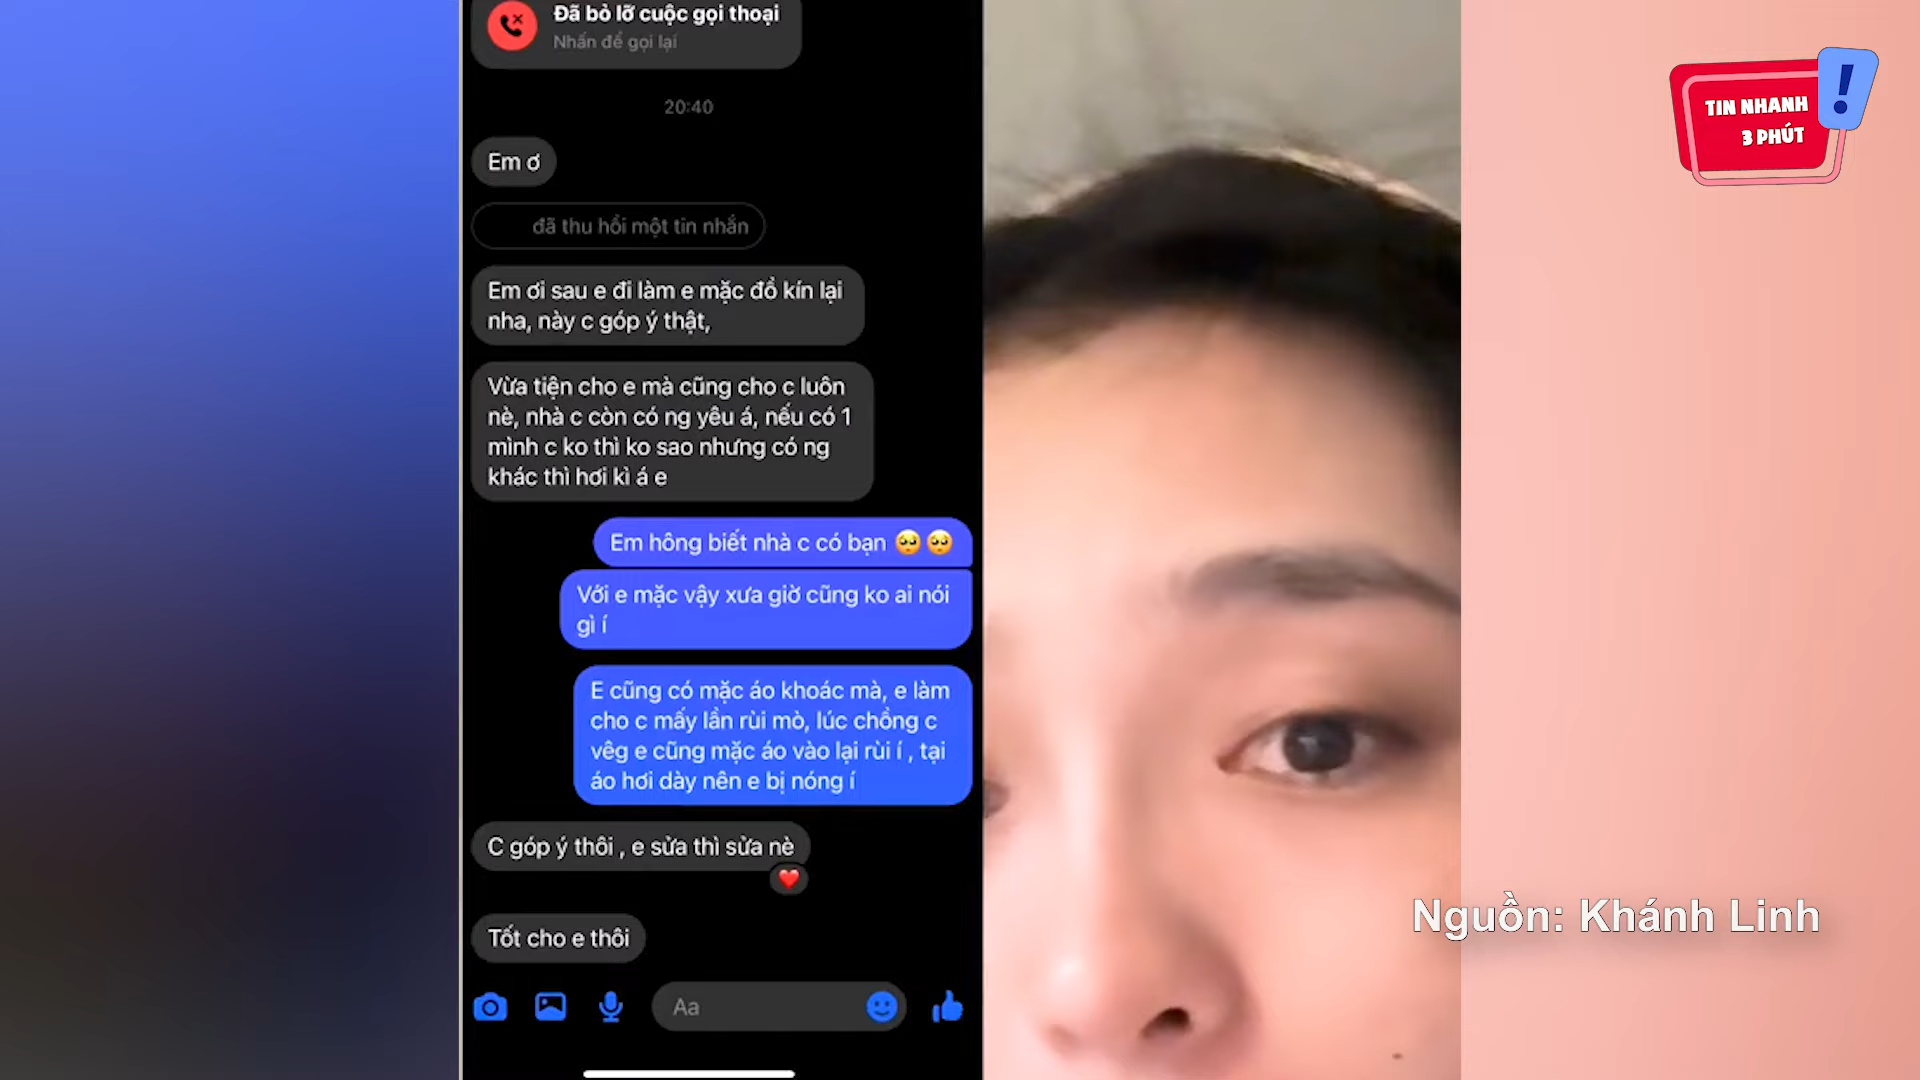 Đã bỏ lỡ cuộc gọi thoại
Nhấn để gọi lại
20:40
Em ơ
đã thu hồi một tin nhắn
Em ơi sau e đi làm e mặc đồ kín lại
nha, này c góp ý thật,
Vừa tiện cho e mà cũng cho c luôn
nè, nhà c còn có ng yêu á, nếu có 1
mình c ko thì ko sao nhưng có ng
khác thì hơi kì á e
Em hông biết nhà c có bạn 🥺🥺
Với e mặc vậy xưa giờ cũng ko ai nói
gì í
E cũng có mặc áo khoác mà, e làm
cho c mấy lần rùi mò, lúc chồng c
vêg e cũng mặc áo vào lại rùi í , tại
áo hơi dày nên e bị nóng í
C góp ý thôi , e sửa thì sửa nè
Tốt cho e thôi
Aa
TIN NHANH
3 PHÚT
!
Nguồn: Khánh Linh